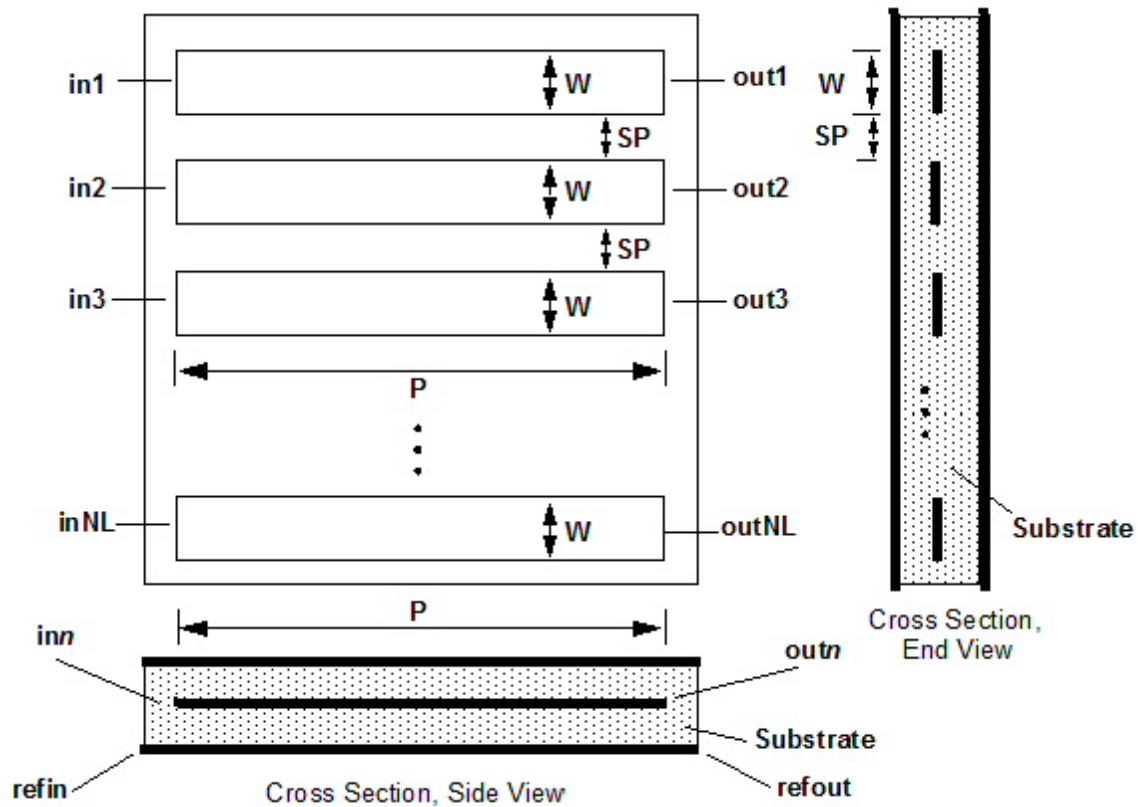 in1
W
out1
SP
in2
W
out2
SP
in3
W
out3
P
inNL
W
outNL
W
SP
Substrate
Cross Section,
End View
P
inn
outn
Substrate
refin
refout
Cross Section, Side View